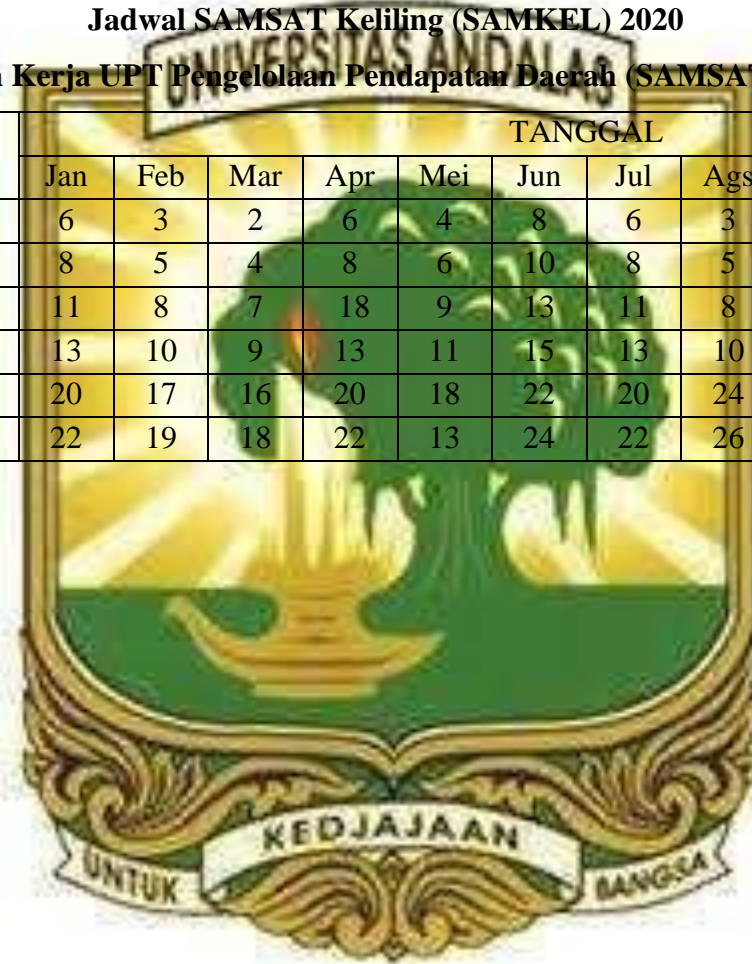 Jadwal SAMSAT Keliling (SAMKEL) 2020
UNIVERSITAS ANDALAS
Kerja UPT Pengelolaan Pendapatan Daerah (SAMSAT
TANGGAL
Jan Feb Mar Apr Mei Jun Jul Ags
6 3 2 6 4 8 6 3
8 5 4 8 6 10 8 5
11 8 7 18 9 13 11 8
13 10 9 13 11 15 13 10
20 17 16 20 18 22 20 24
22 19 18 22 13 24 22 26
UNTUK KEDJAJAAN BANGSA